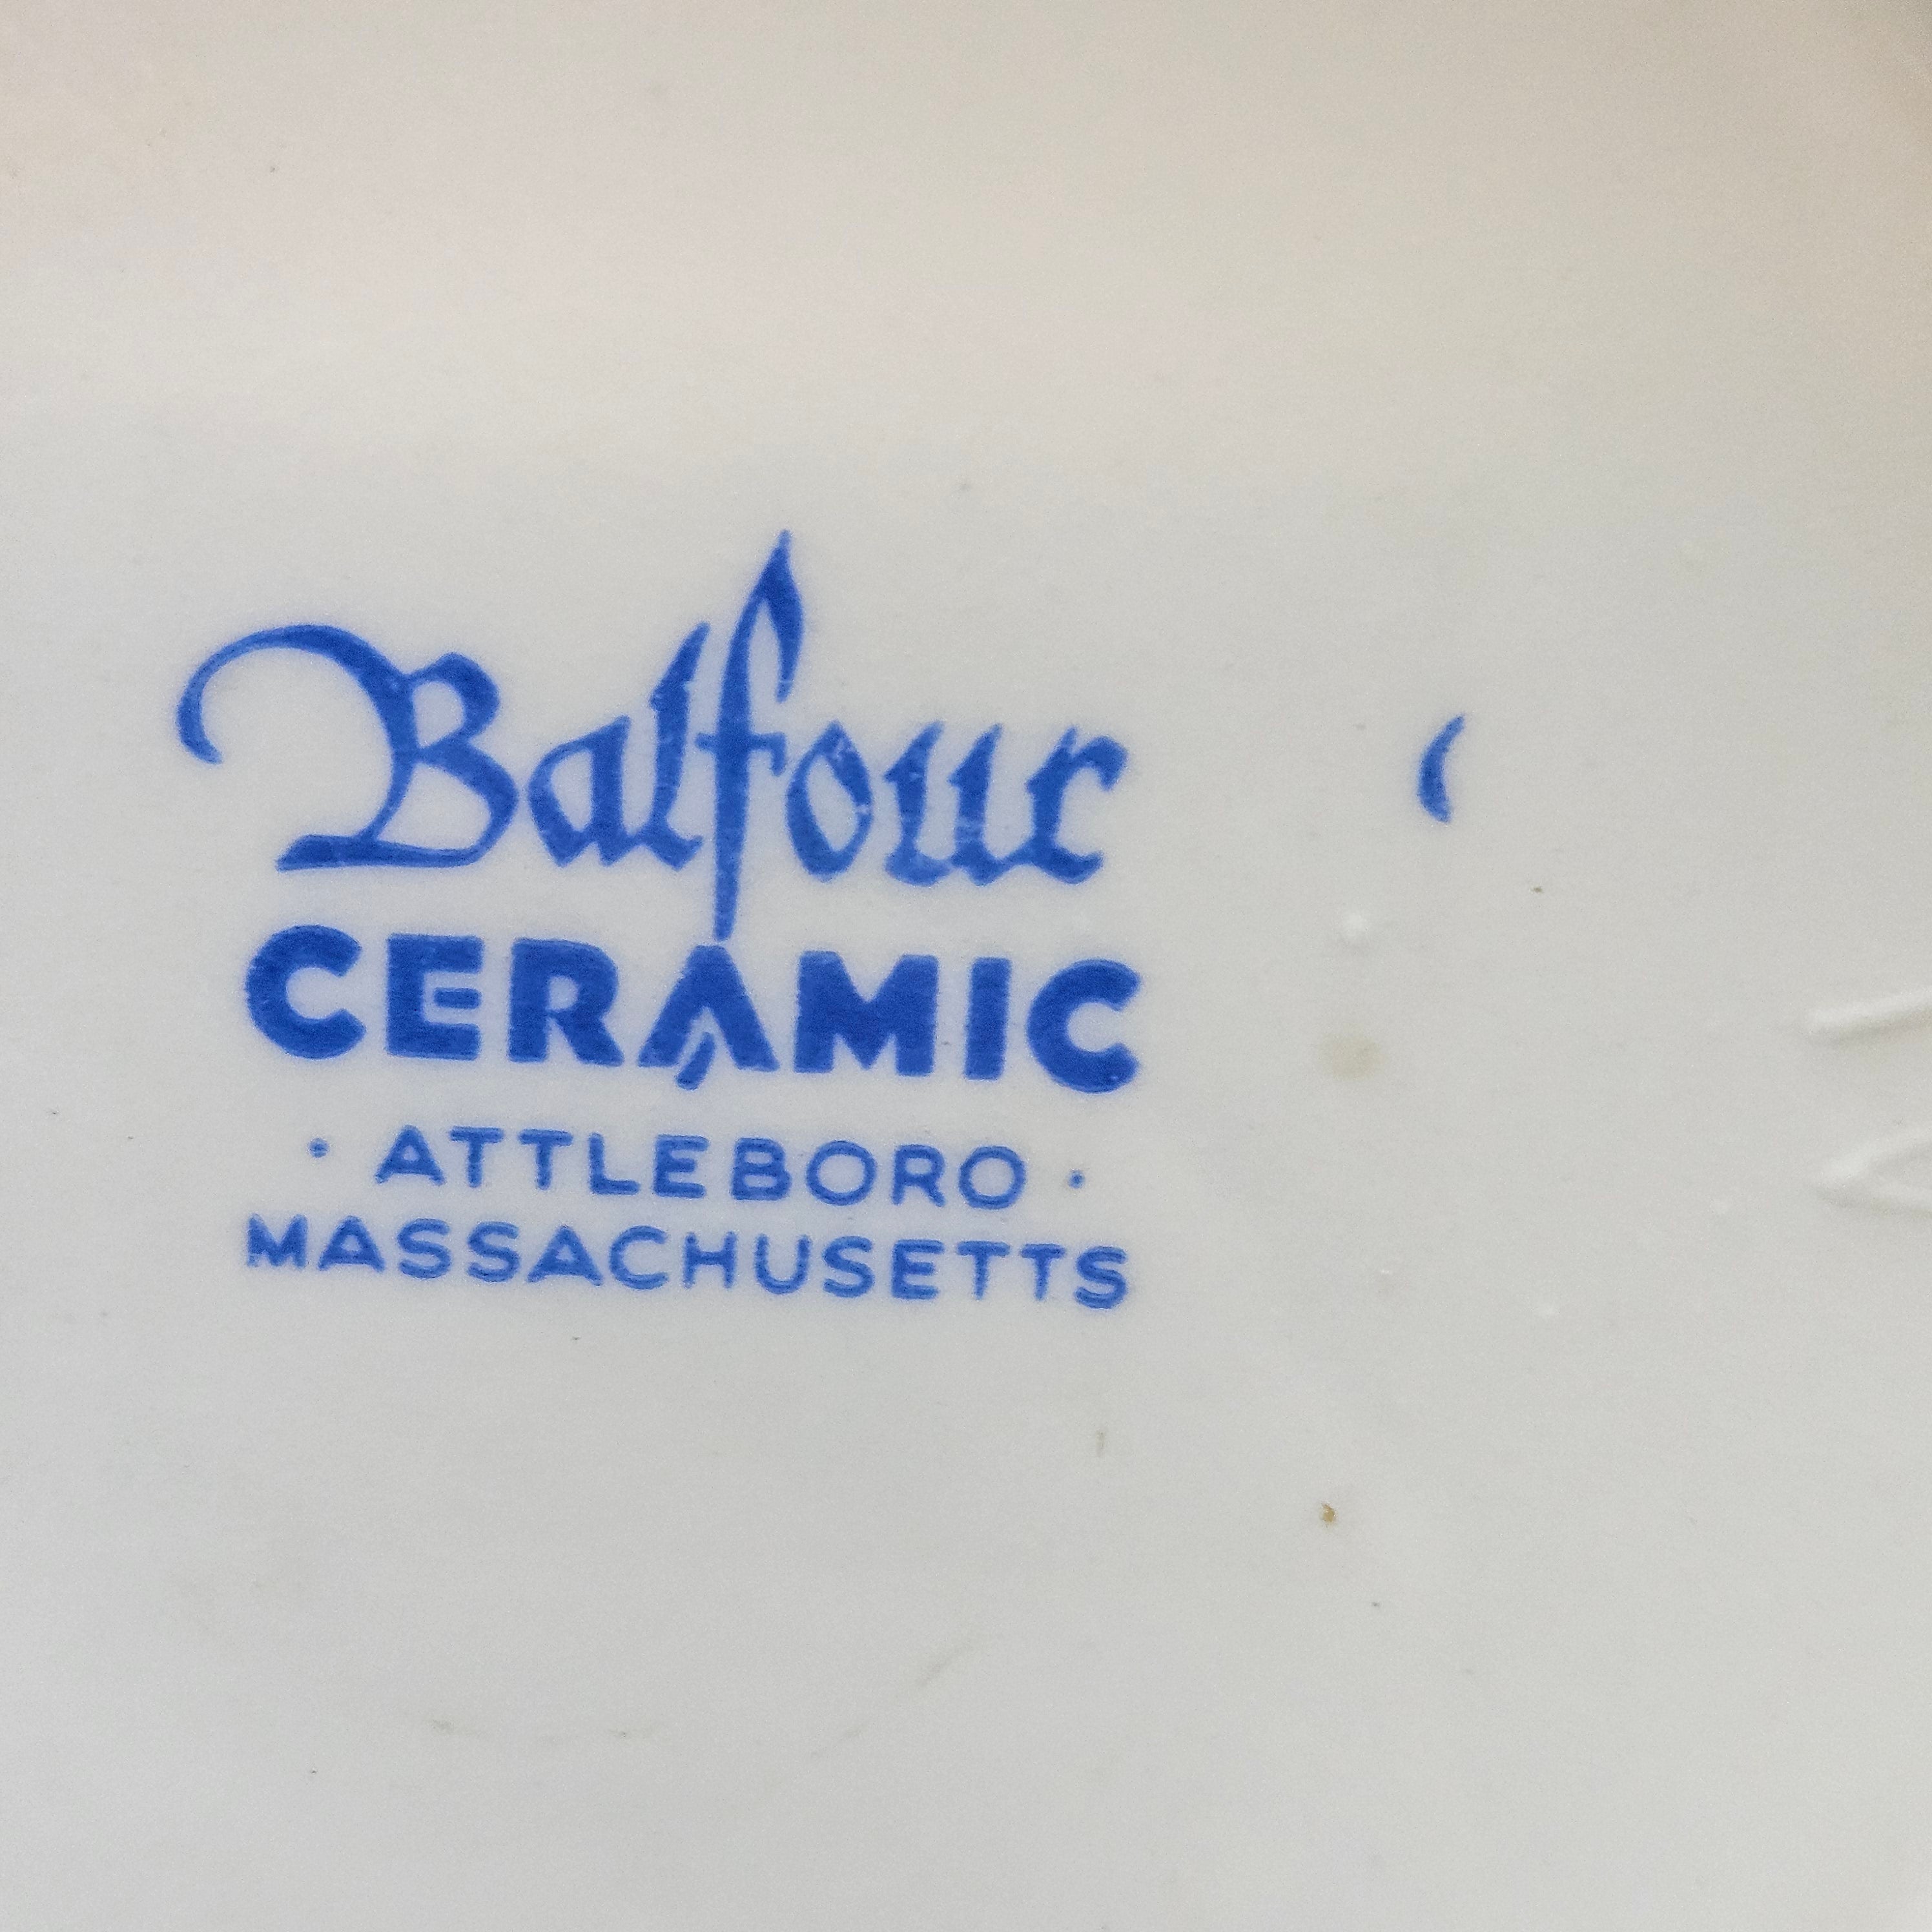 Balfour
CERAMIC
· ATTLEBORO ·
MASSACHUSETTS